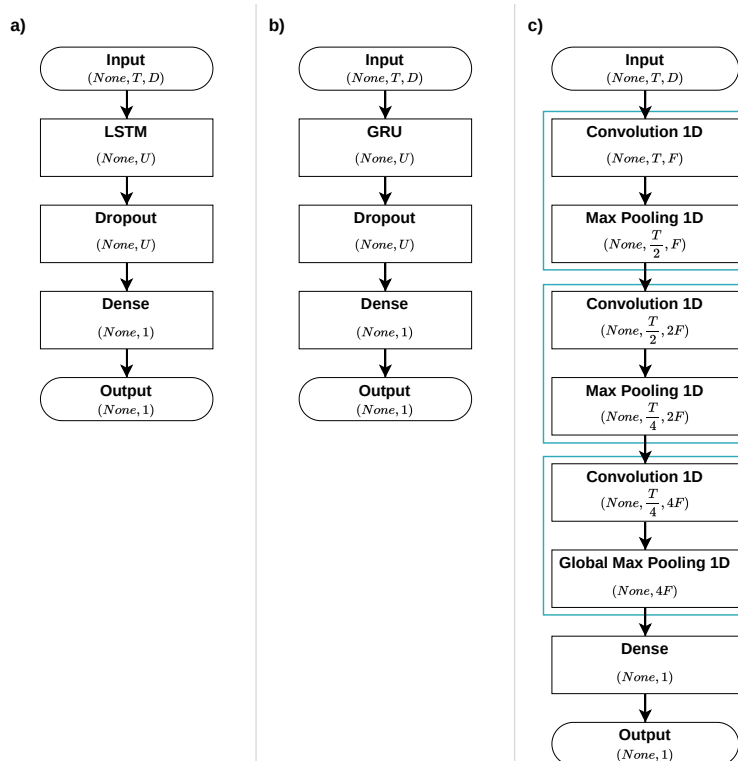 a)
Input
(None, T, D)
LSTM
(None, U)
Dropout
(None, U)
Dense
(None, 1)
Output
(None, 1)
b)
Input
(None, T, D)
GRU
(None, U)
Dropout
(None, U)
Dense
(None, 1)
Output
(None, 1)
c)
Input
(None, T, D)
Convolution 1D
(None, T, F)
Max Pooling 1D
(None, T/2, F)
Convolution 1D
(None, T/2, 2F)
Max Pooling 1D
(None, T/4, 2F)
Convolution 1D
(None, T/4, 4F)
Global Max Pooling 1D
(None, 4F)
Dense
(None, 1)
Output
(None, 1)